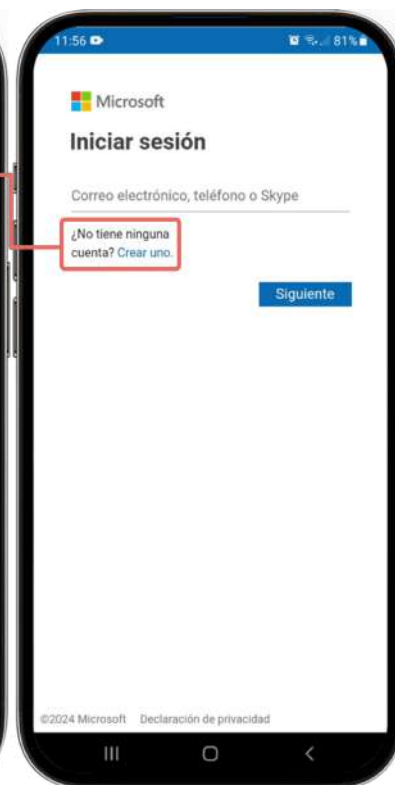 11:56
81%
Microsoft
Iniciar sesión
Correo electrónico, teléfono o Skype
¿No tiene ninguna
cuenta? Crear uno.
Siguiente
©2024 Microsoft Declaración de privacidad